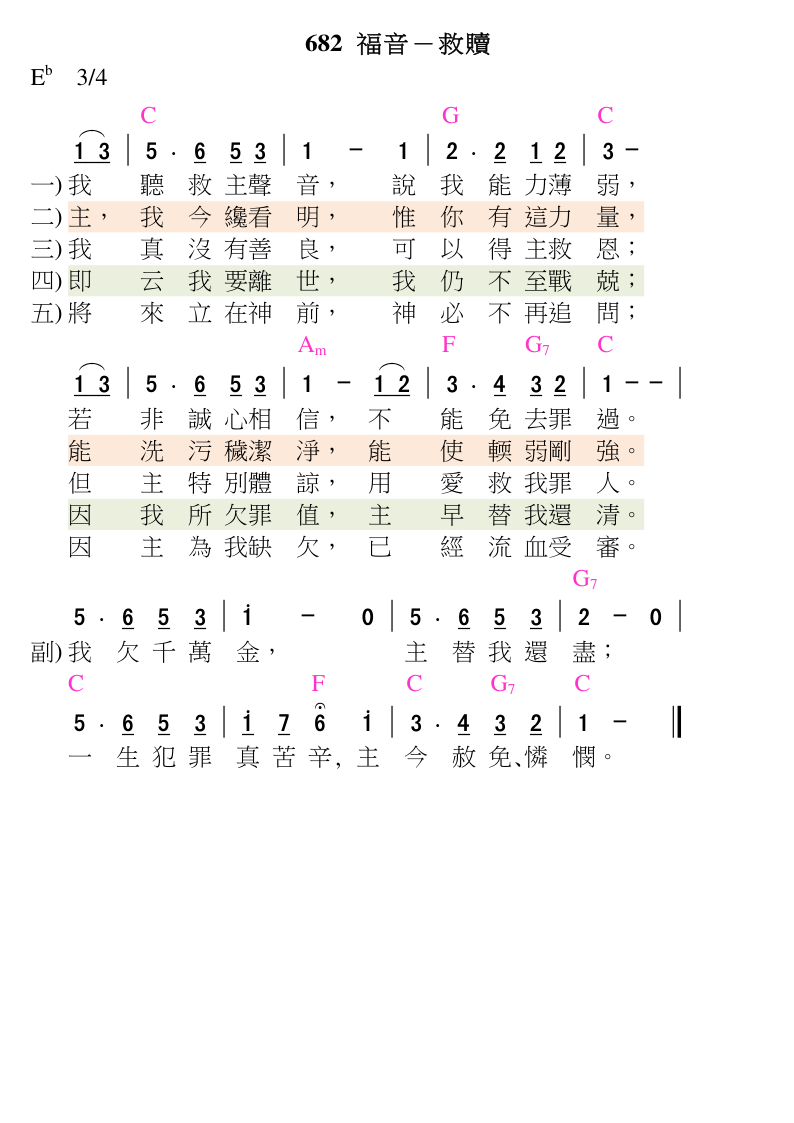 682 福音－救贖
E♭ 3/4
C G C
1 3 | 5 . 6 5 3 | 1 － 1 | 2 . 2 1 2 | 3 －
一) 我 聽 救 主聲 音， 說 我 能 力薄 弱，
二) 主， 我 今 纔看 明， 惟 你 有 這力 量，
三) 我 真 沒 有善 良， 可 以 得 主救 恩；
四) 即 云 我 要離 世， 我 仍 不 至戰 兢；
五) 將 來 立 在神 前， 神 必 不 再追 問；
Am F G7 C
1 3 | 5 . 6 5 3 | 1 － 1 2 | 3 . 4 3 2 | 1 － － |
若 非 誠 心相 信， 不 能 免 去罪 過。
能 洗 污 穢潔 淨， 能 使 輭 弱剛 強。
但 主 特 別體 諒， 用 愛 救 我罪 人。
因 我 所 欠罪 值， 主 早 替 我還 清。
因 主 為 我缺 欠， 已 經 流 血受 審。
G7
5 . 6 5 3 | 1̇ － 0 | 5 . 6 5 3 | 2 － 0 |
副) 我 欠 千 萬 金， 主 替 我 還 盡；
C F C G7 C
5 . 6 5 3 | 1̇ 7 6 1̇ | 3 . 4 3 2 | 1 － ‖
一 生 犯 罪 真 苦 辛, 主 今 赦 免、憐 憫。